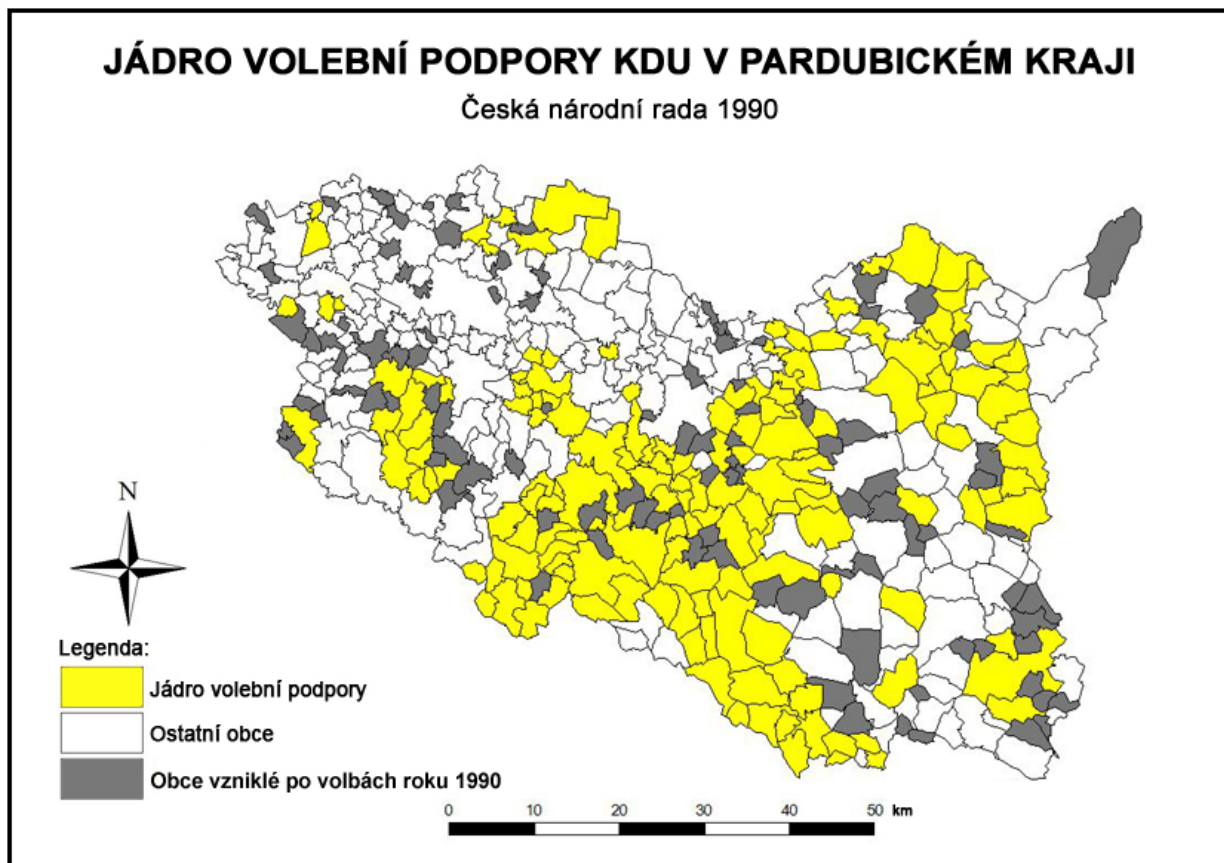 JÁDRO VOLEBNÍ PODPORY KDU V PARDUBICKÉM KRAJI
Česká národní rada 1990
N
Legenda:
Jádro volební podpory
Ostatní obce
Obce vzniklé po volbách roku 1990
0 10 20 30 40 50 km